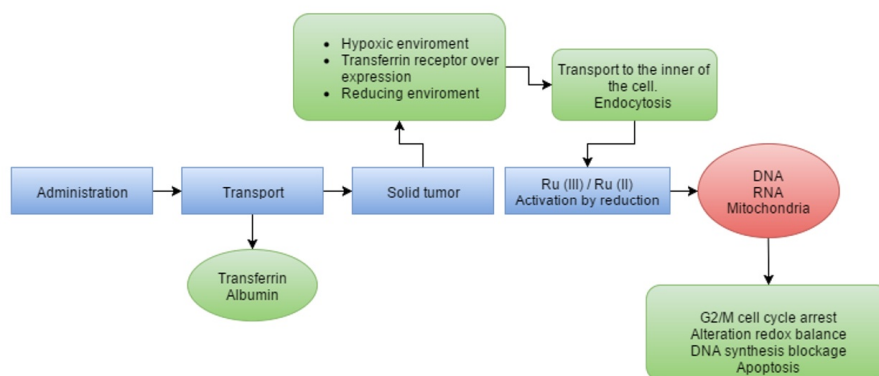 Hypoxic enviroment
Transferrin receptor over
expression
Reducing enviroment
Transport to the inner of
the cell.
Endocytosis
Administration
Transport
Solid tumor
Ru (III) / Ru (II)
Activation by reduction
DNA
RNA
Mitochondria
Transferrin
Albumin
G2/M cell cycle arrest
Alteration redox balance
DNA synthesis blockage
Apoptosis